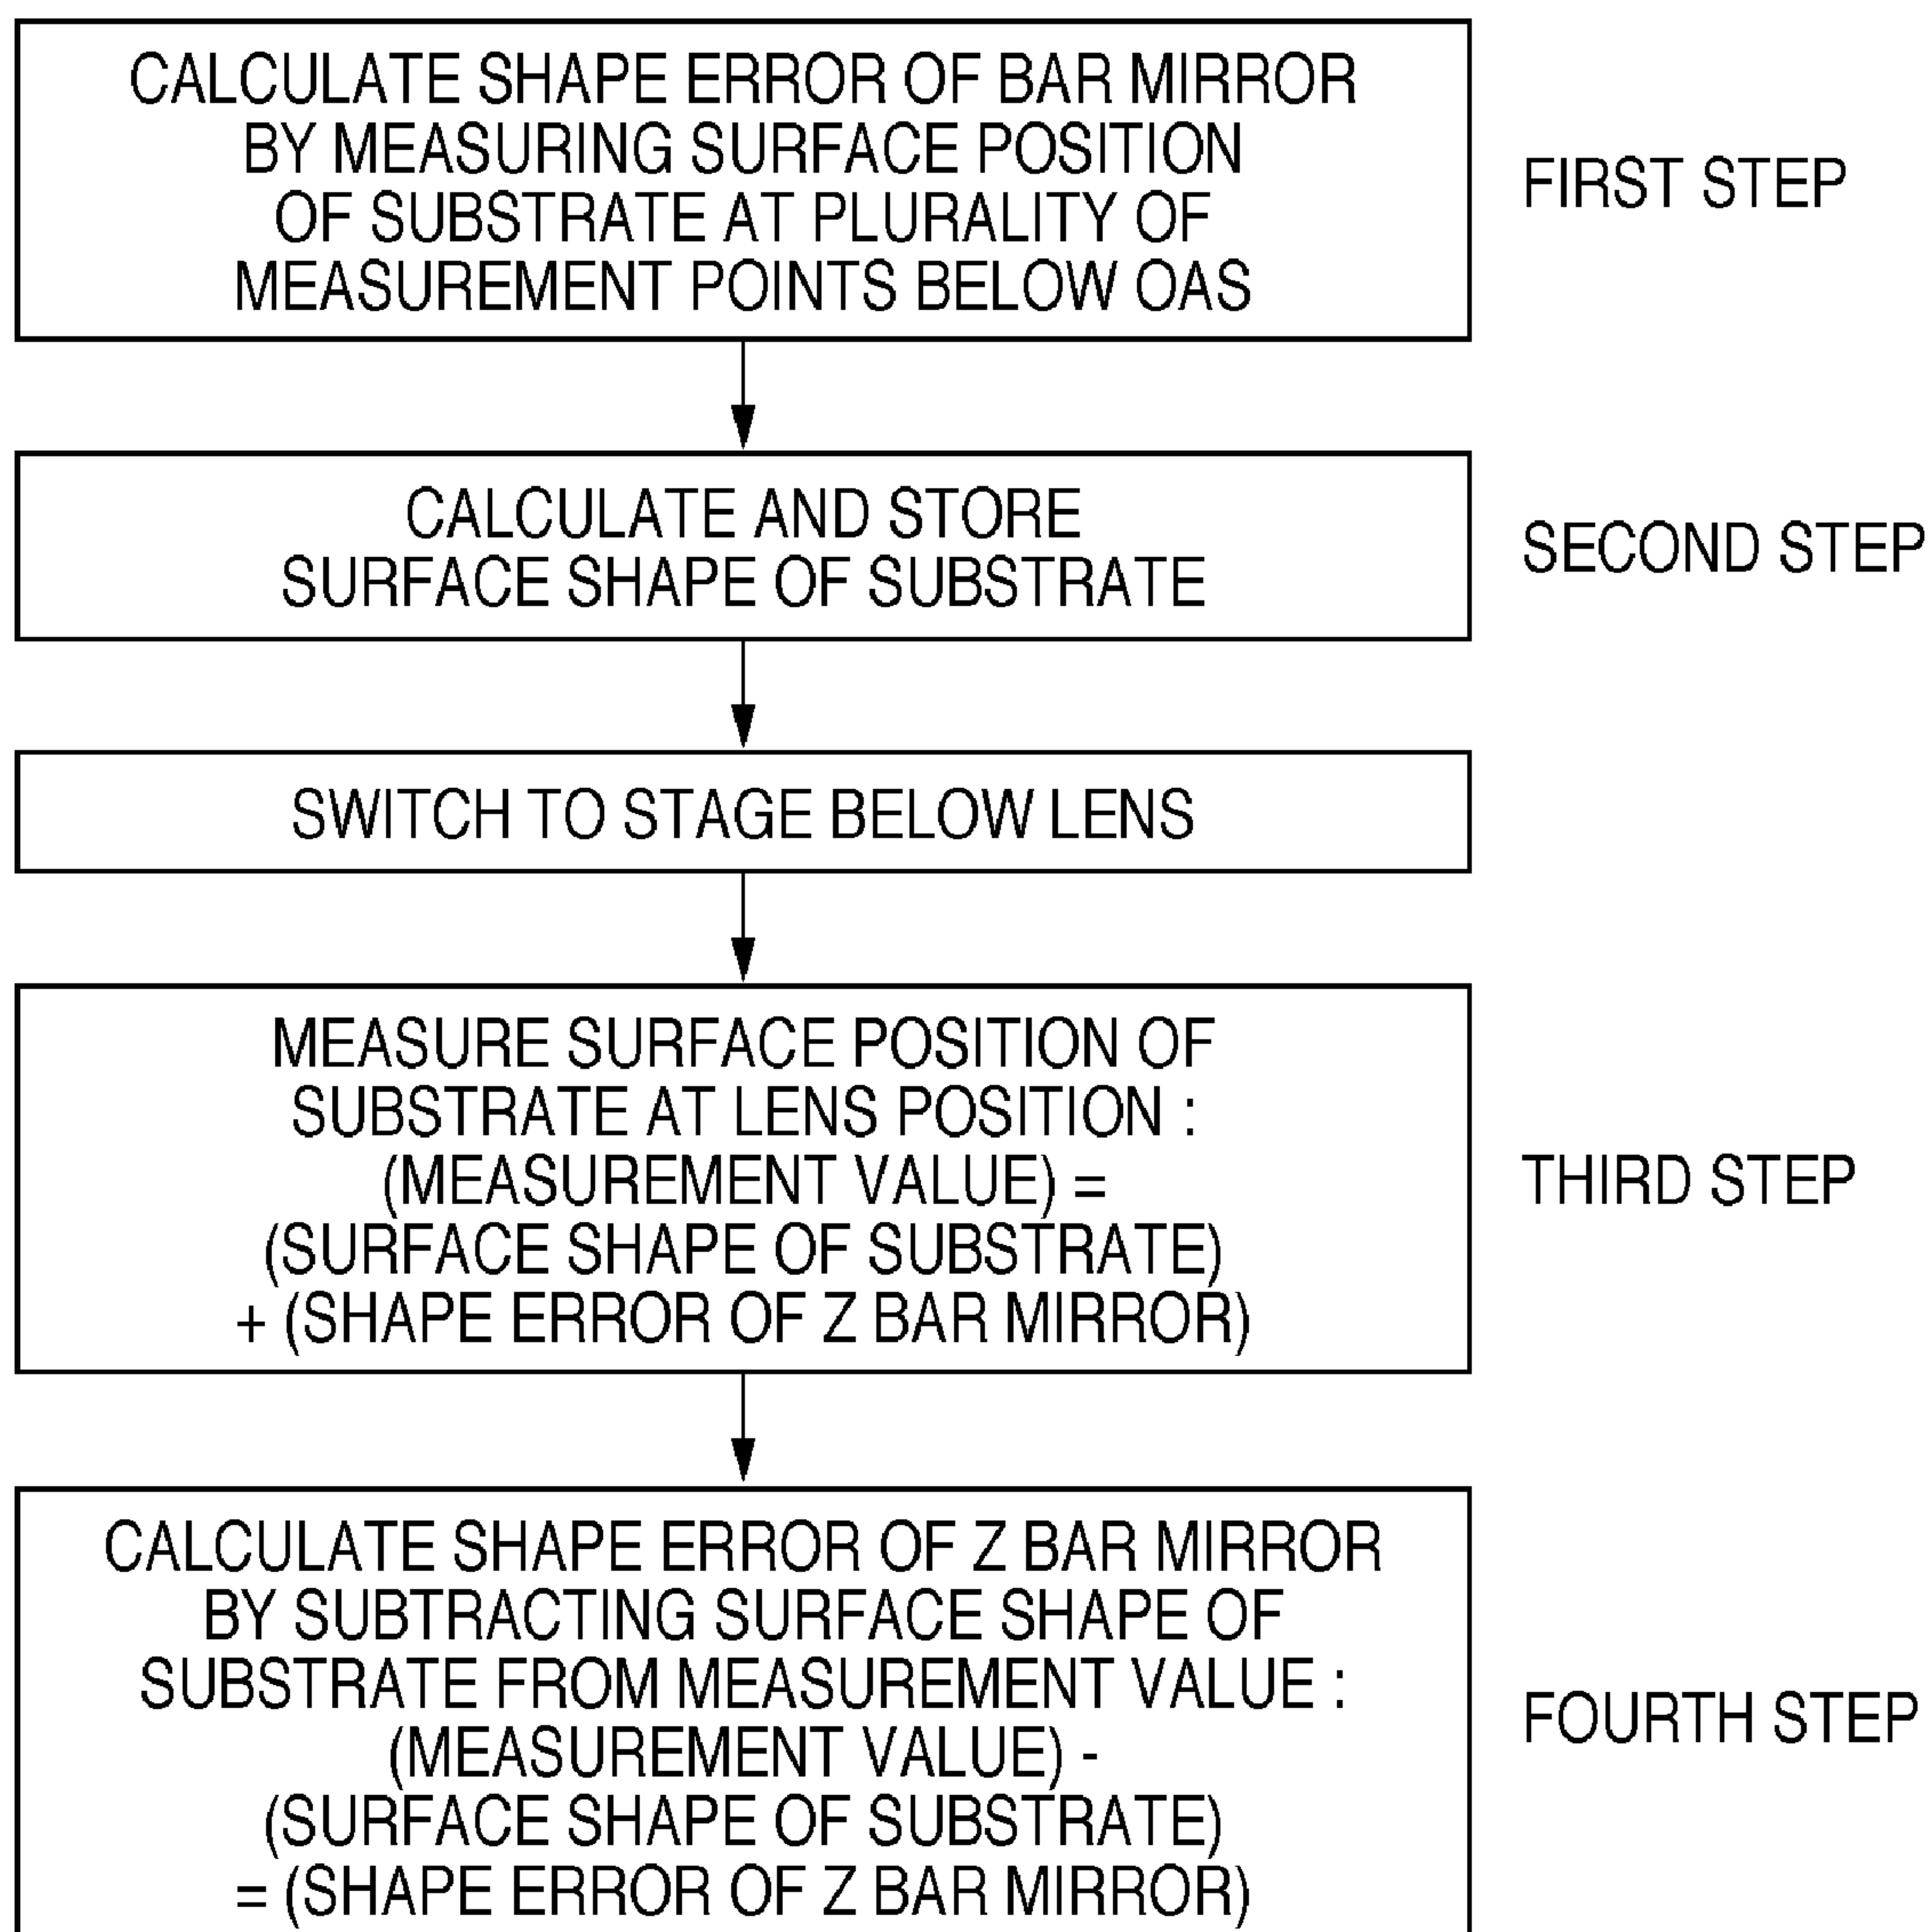 CALCULATE SHAPE ERROR OF BAR MIRROR
BY MEASURING SURFACE POSITION
OF SUBSTRATE AT PLURALITY OF
MEASUREMENT POINTS BELOW OAS
FIRST STEP
CALCULATE AND STORE
SURFACE SHAPE OF SUBSTRATE
SECOND STEP
SWITCH TO STAGE BELOW LENS
MEASURE SURFACE POSITION OF
SUBSTRATE AT LENS POSITION :
(MEASUREMENT VALUE) =
(SURFACE SHAPE OF SUBSTRATE)
+ (SHAPE ERROR OF Z BAR MIRROR)
THIRD STEP
CALCULATE SHAPE ERROR OF Z BAR MIRROR
BY SUBTRACTING SURFACE SHAPE OF
SUBSTRATE FROM MEASUREMENT VALUE :
(MEASUREMENT VALUE) -
(SURFACE SHAPE OF SUBSTRATE)
= (SHAPE ERROR OF Z BAR MIRROR)
FOURTH STEP